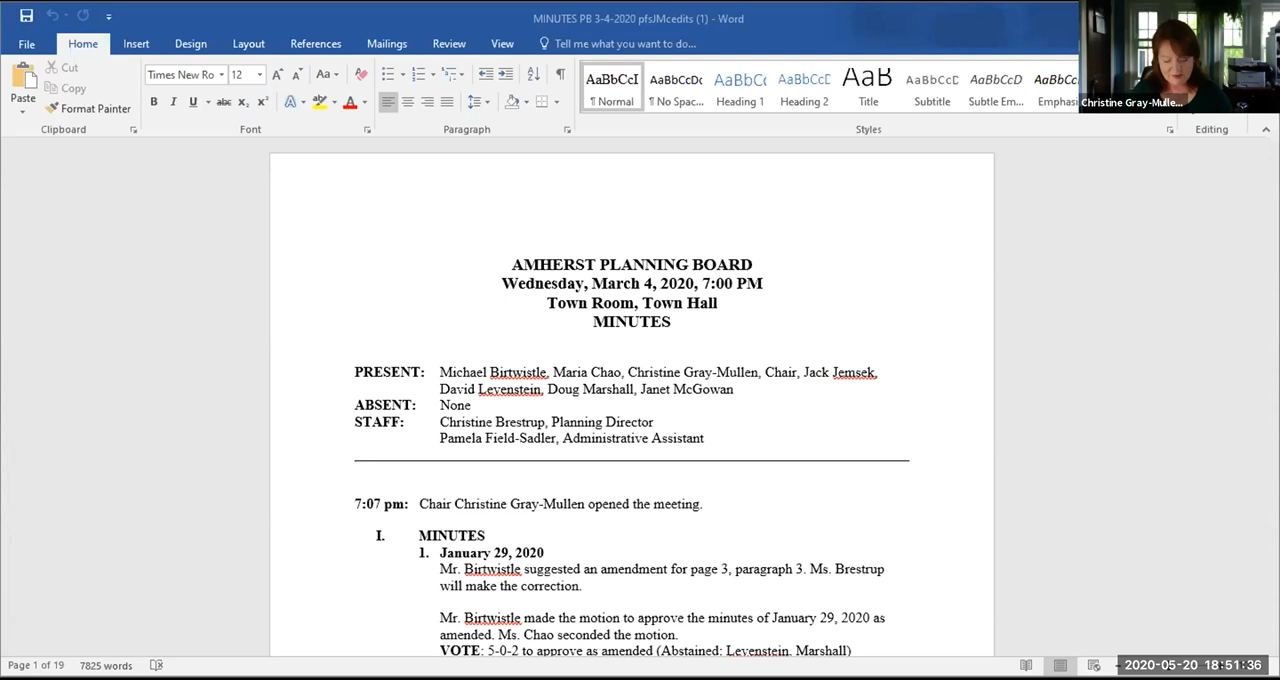 MINUTES PB 3-4-2020 pfsJMcedits (1) - Word
File Home Insert Design Layout References Mailings Review View Tell me what you want to do...
Cut
Copy
Paste
Format Painter
Clipboard
Times New Ro 12 Aa
B I U abc x₂ x² A A
Font
Paragraph
AaBbCcI AaBbCcDc AaBbC( AaBbCcD AaB AaBbCcD AaBbCcD AaBbCc
¶ Normal ¶ No Spac... Heading 1 Heading 2 Title Subtitle Subtle Em... Emphasi
Styles
Editing
Christine Gray-Mulle...
AMHERST PLANNING BOARD
Wednesday, March 4, 2020, 7:00 PM
Town Room, Town Hall
MINUTES
PRESENT: Michael Birtwistle, Maria Chao, Christine Gray-Mullen, Chair, Jack Jemsek,
David Levenstein, Doug Marshall, Janet McGowan
ABSENT: None
STAFF: Christine Brestrup, Planning Director
Pamela Field-Sadler, Administrative Assistant
7:07 pm: Chair Christine Gray-Mullen opened the meeting.
I. MINUTES
1. January 29, 2020
Mr. Birtwistle suggested an amendment for page 3, paragraph 3. Ms. Brestrup
will make the correction.
Mr. Birtwistle made the motion to approve the minutes of January 29, 2020 as
amended. Ms. Chao seconded the motion.
VOTE: 5-0-2 to approve as amended (Abstained: Levenstein, Marshall)
Page 1 of 19 7825 words
2020-05-20 18:51:36